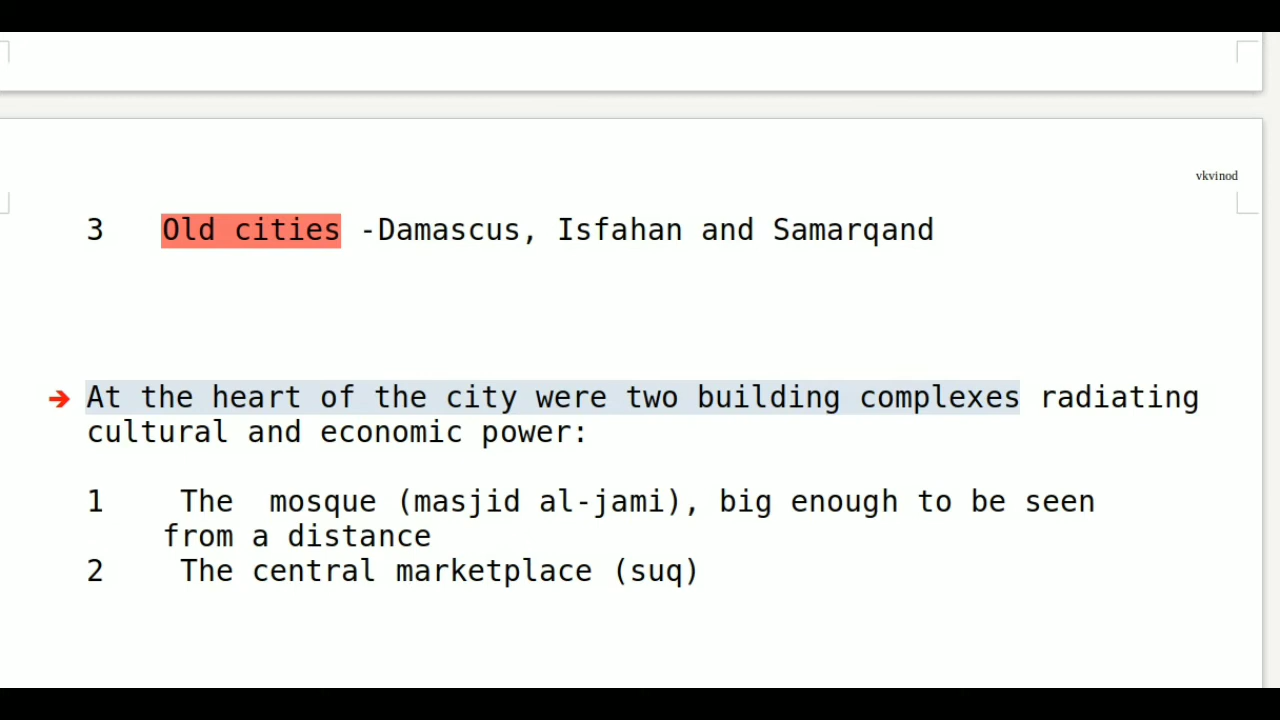 vkvinod
3 Old cities -Damascus, Isfahan and Samarqand
➔ At the heart of the city were two building complexes radiating
cultural and economic power:
1 The mosque (masjid al-jami), big enough to be seen
from a distance
2 The central marketplace (suq)